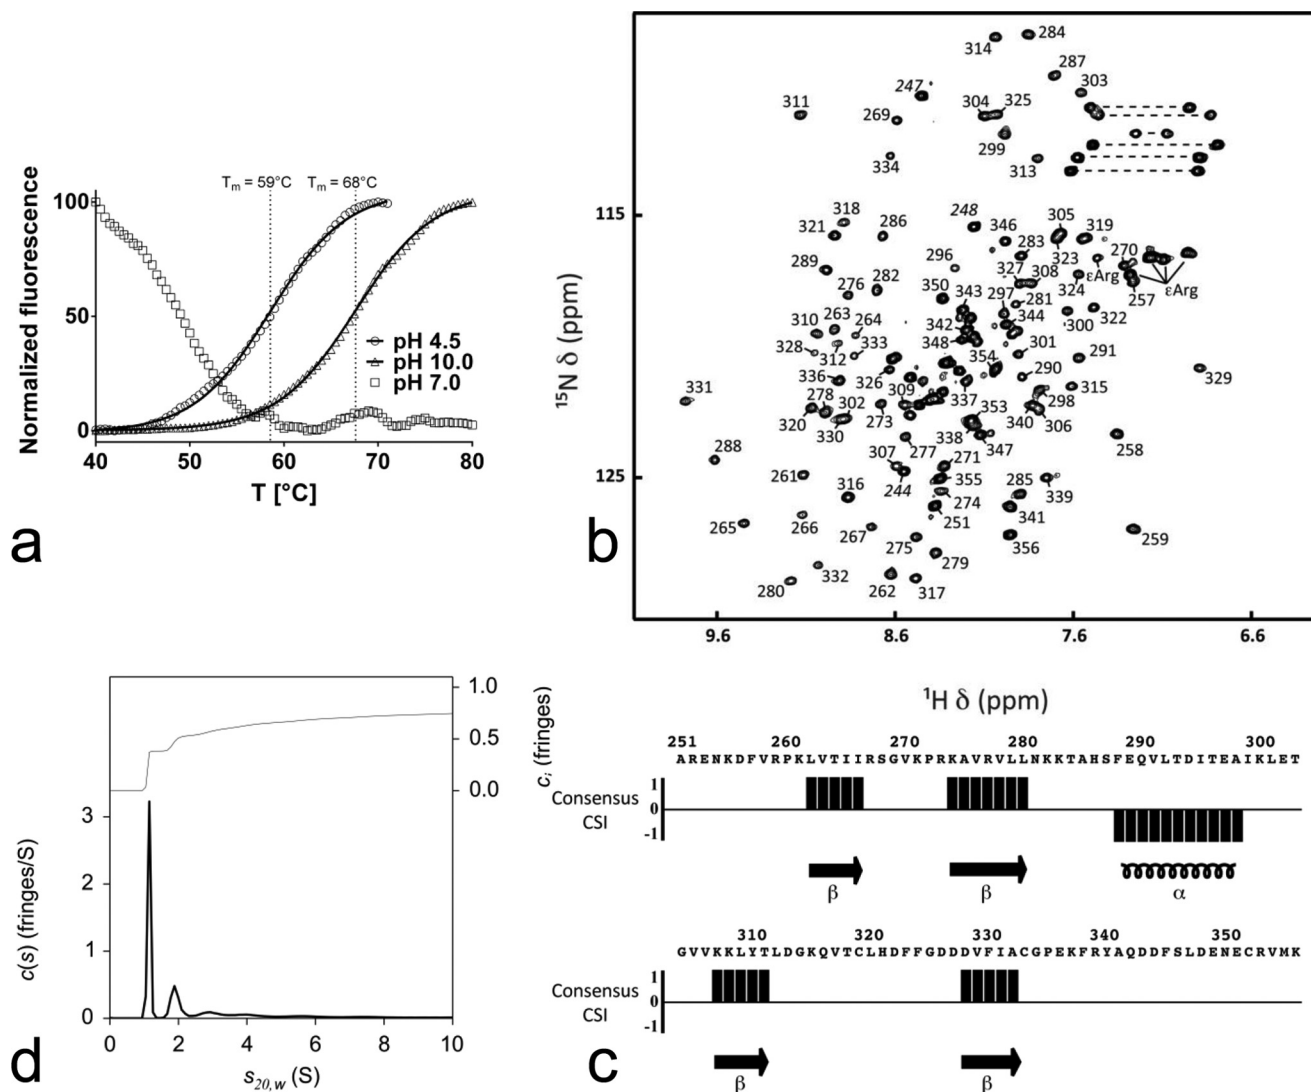 a
Normalized fluorescence
100
50
0
Tm = 59°C
Tm = 68°C
pH 4.5
pH 10.0
pH 7.0
40 50 60 70 80
T [°C]
b
15N δ (ppm)
115
125
314 284
287
247 303
311 269 304 325
299
334 313
318 248 305
321 286 346 319
283 323 270
289 296 327 308 εArg εArg
276 282 324 257
350 343 297 281
310 263 264 342 344 300 322
328 312 333 348 301
354 290 291
336 326 329
331 278 309 337 315
302 298
320 330 273 353 340 306
338
277 347 258
288 307 271
261 244 355 285 339
316 274
265 266 251 341
267 259
275 356
279
332
280 262 317
9.6 8.6 7.6 6.6
1H δ (ppm)
c
251 260 270 280 290 300
ARENKDFVRPKLVTIIRSGVKPRKAVRVLLNKKTAHSFEQVLTDITEAIKLET
Consensus
CSI
1
0
-1
β β α
310 320 330 340 350
GVVKKLYTLDGKQVTCLHDFFGDDDVFIACGPEKFRYAQDDFSLDENECRVMK
Consensus
CSI
1
0
-1
β β
d
1.0
0.5
0.0
ci (fringes)
3
2
1
0
c(s) (fringes/S)
0 2 4 6 8 10
s20,w (S)